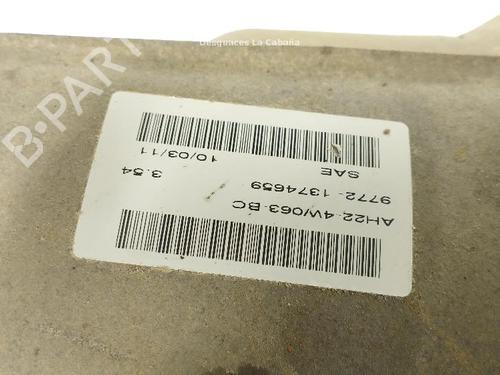 Desguaces La Cabaña
B-PARTS
AH22-4W063-BC
9772-1374659
3.54
SAE
10/03/11